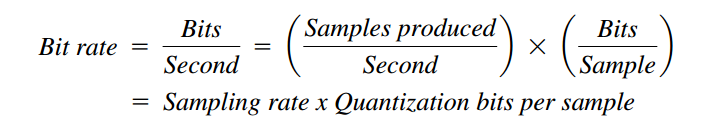 Bit rate = Bits / Second = ( Samples produced / Second ) × ( Bits / Sample )
= Sampling rate x Quantization bits per sample